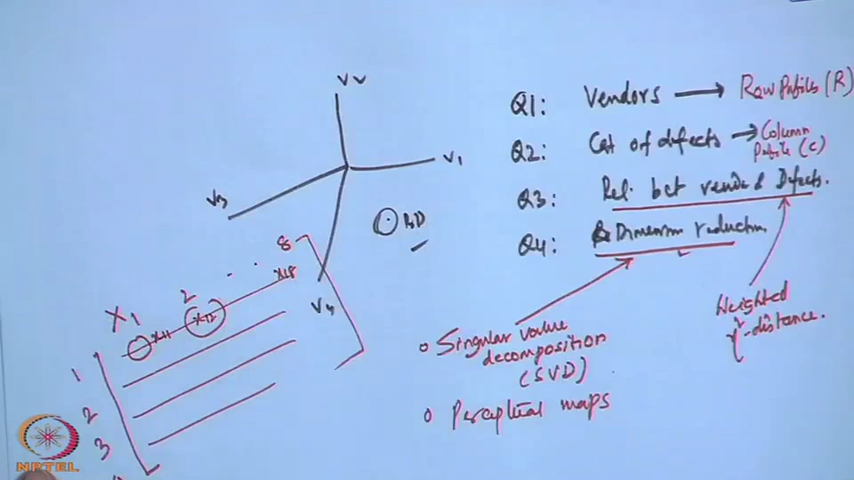 Q1: Vendors → Row Profiles (R)
Q2: Cat of defects → Column Profile (C)
Q3: Rel. bet vendor & Defects.
Q4: Dimension reduction
Weighted
χ²-distance.
o Singular value
decomposition
(SVD)
o Perceptual maps
V1
V3
V4
8
X1 2
X11 X12 X18
1
2
3
NPTEL